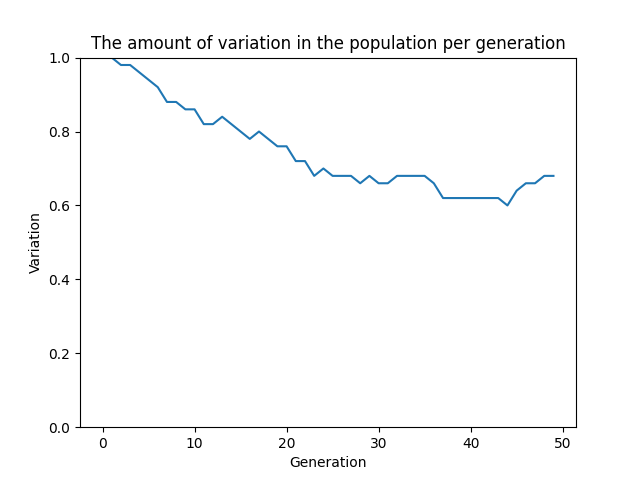 The amount of variation in the population per generation
1.0
0.8
0.6
0.4
0.2
0.0
Variation
0 10 20 30 40 50
Generation